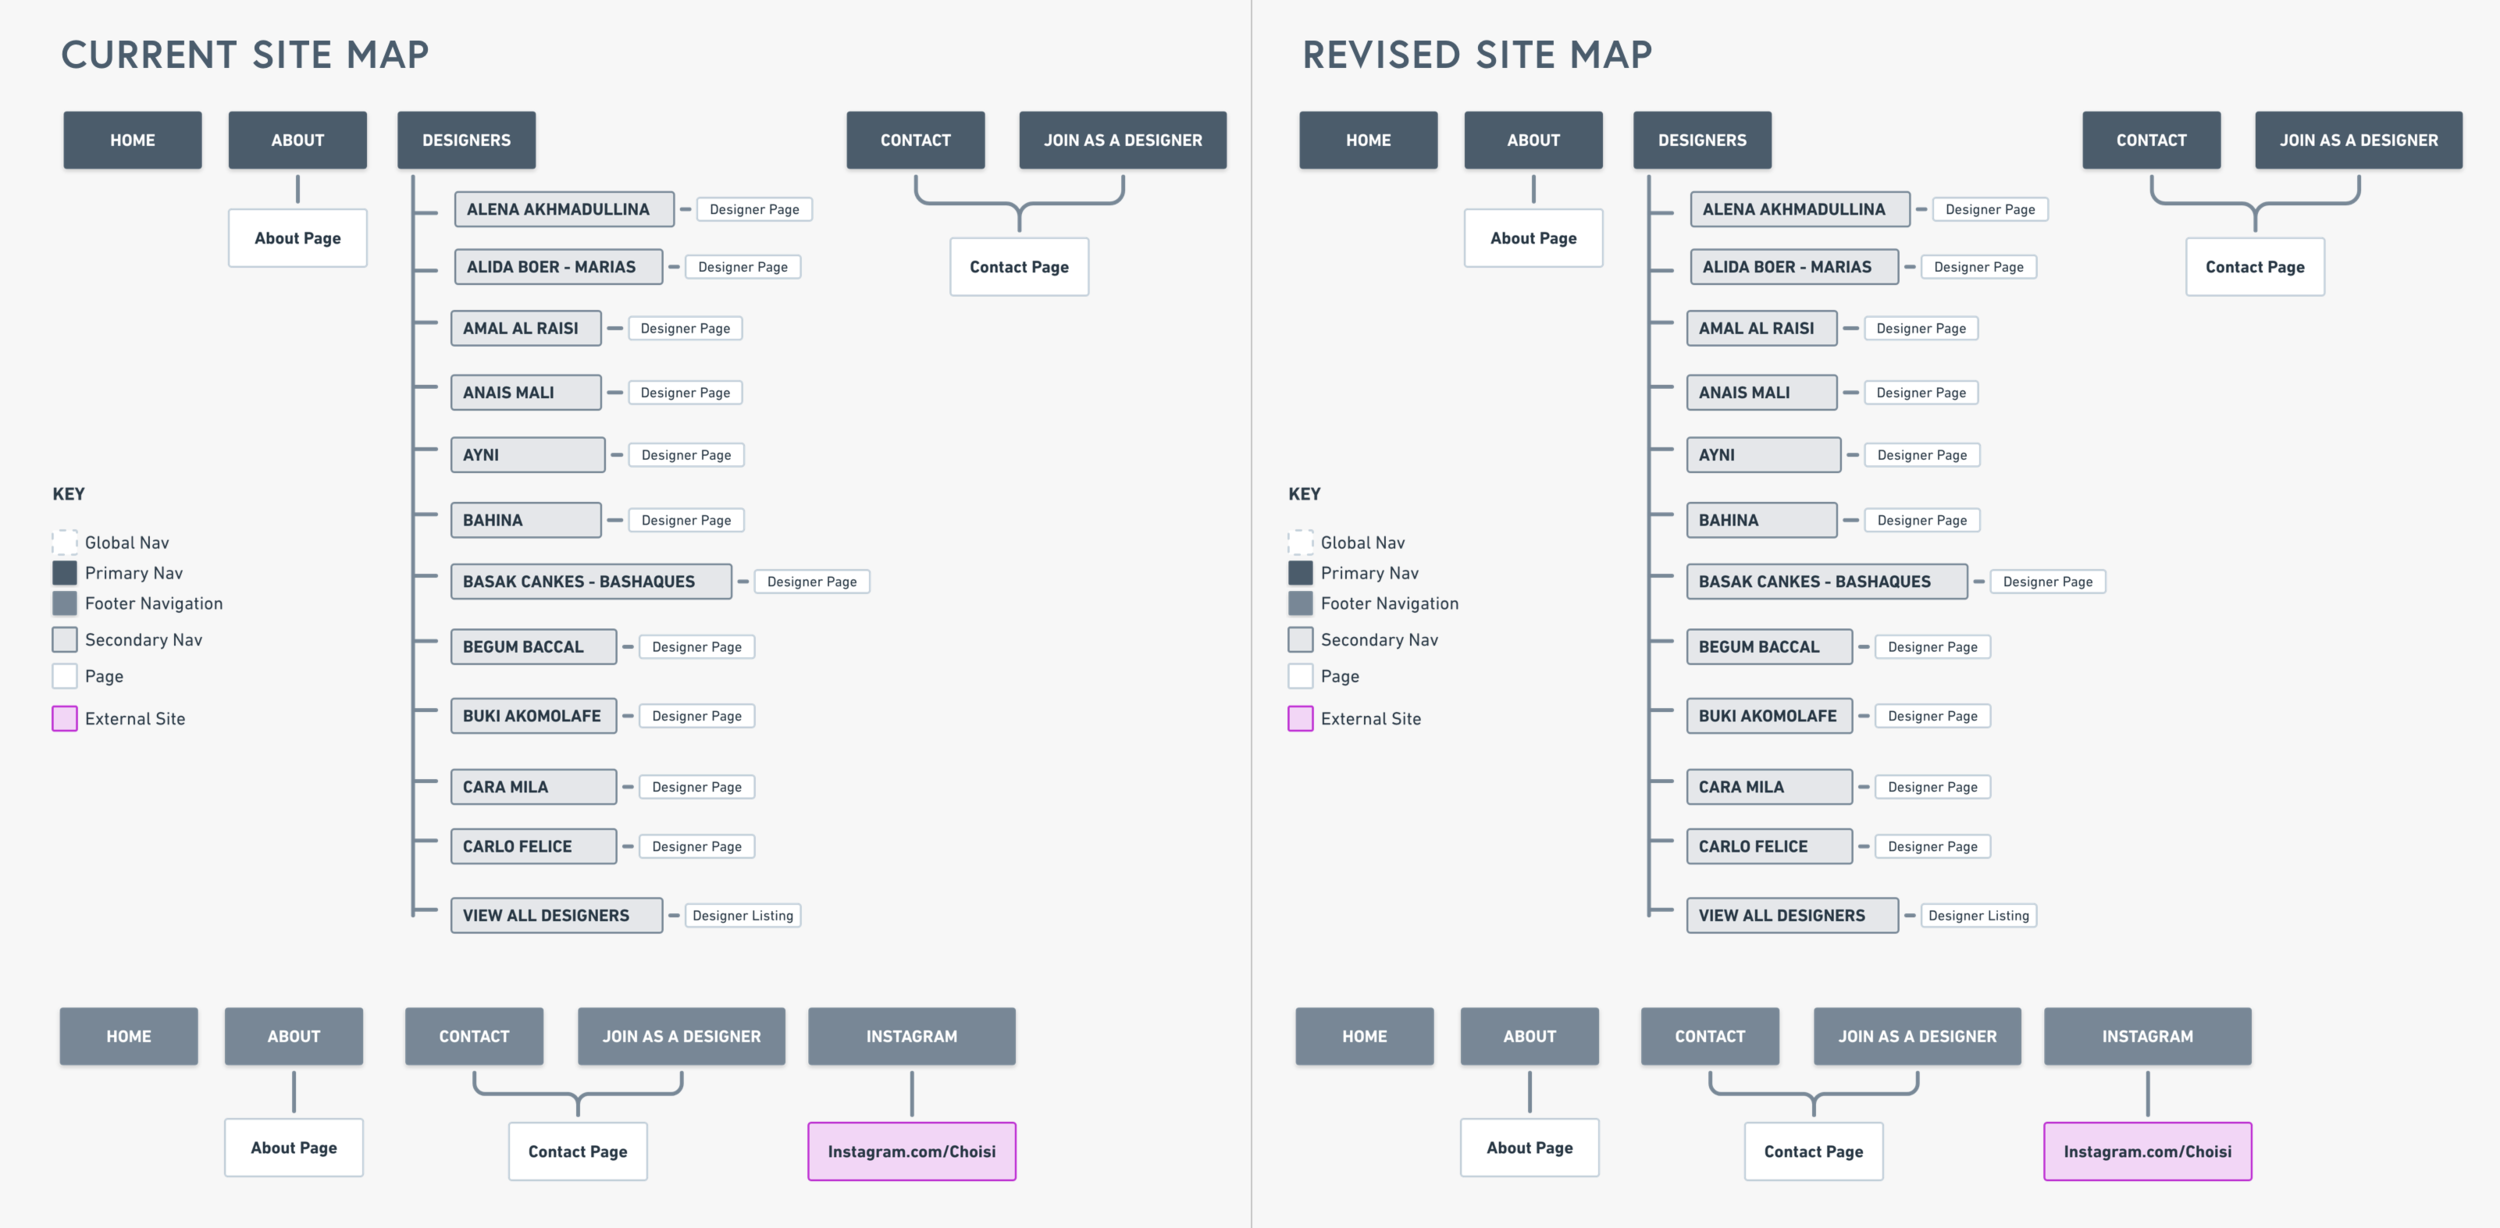 CURRENT SITE MAP
HOME
ABOUT
DESIGNERS
CONTACT
JOIN AS A DESIGNER
About Page
Contact Page
ALENA AKHMADULLINA
Designer Page
ALIDA BOER - MARIAS
Designer Page
AMAL AL RAISI
Designer Page
ANAIS MALI
Designer Page
AYNI
Designer Page
BAHINA
Designer Page
BASAK CANKES - BASHAQUES
Designer Page
BEGUM BACCAL
Designer Page
BUKI AKOMOLAFE
Designer Page
CARA MILA
Designer Page
CARLO FELICE
Designer Page
VIEW ALL DESIGNERS
Designer Listing
KEY
Global Nav
Primary Nav
Footer Navigation
Secondary Nav
Page
External Site
HOME
ABOUT
CONTACT
JOIN AS A DESIGNER
INSTAGRAM
About Page
Contact Page
Instagram.com/Choisi
REVISED SITE MAP
HOME
ABOUT
DESIGNERS
CONTACT
JOIN AS A DESIGNER
About Page
Contact Page
ALENA AKHMADULLINA
Designer Page
ALIDA BOER - MARIAS
Designer Page
AMAL AL RAISI
Designer Page
ANAIS MALI
Designer Page
AYNI
Designer Page
BAHINA
Designer Page
BASAK CANKES - BASHAQUES
Designer Page
BEGUM BACCAL
Designer Page
BUKI AKOMOLAFE
Designer Page
CARA MILA
Designer Page
CARLO FELICE
Designer Page
VIEW ALL DESIGNERS
Designer Listing
KEY
Global Nav
Primary Nav
Footer Navigation
Secondary Nav
Page
External Site
HOME
ABOUT
CONTACT
JOIN AS A DESIGNER
INSTAGRAM
About Page
Contact Page
Instagram.com/Choisi